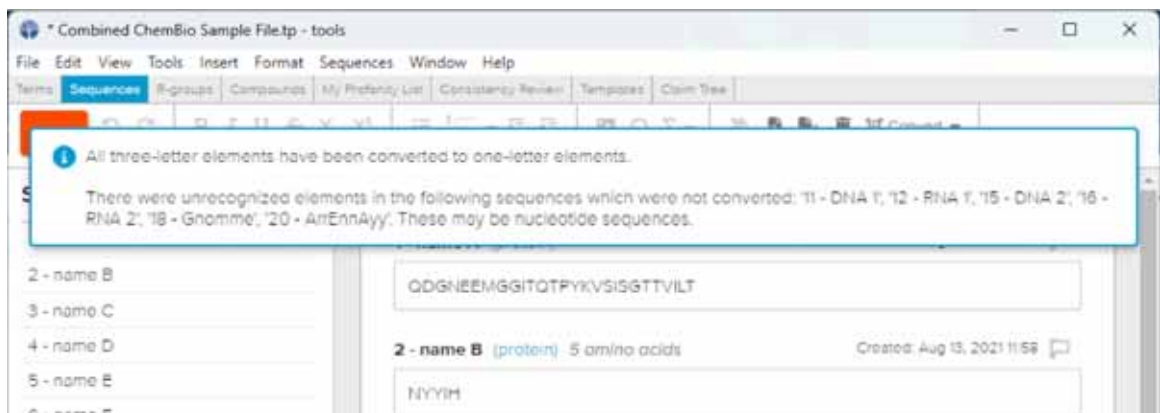 * Combined ChemBio Sample File.tp - tools
File Edit View Tools Insert Format Sequences Window Help
Terms Sequences R-groups Compounds My Profanity List Consistency Review Templates Claim Tree
Convert
All three-letter elements have been converted to one-letter elements.
There were unrecognized elements in the following sequences which were not converted: '11 - DNA 1', '12 - RNA 1', '15 - DNA 2', '16 -
RNA 2', '18 - Gnomme', '20 - ArrEnnAyy'. These may be nucleotide sequences.
2 - name B
QDGNEEMGGITQTPYKVSISGTTVILT
3 - name C
4 - name D
2 - name B (protein) 5 amino acids Created: Aug 13, 2021 11:58
5 - name E
NYYIH